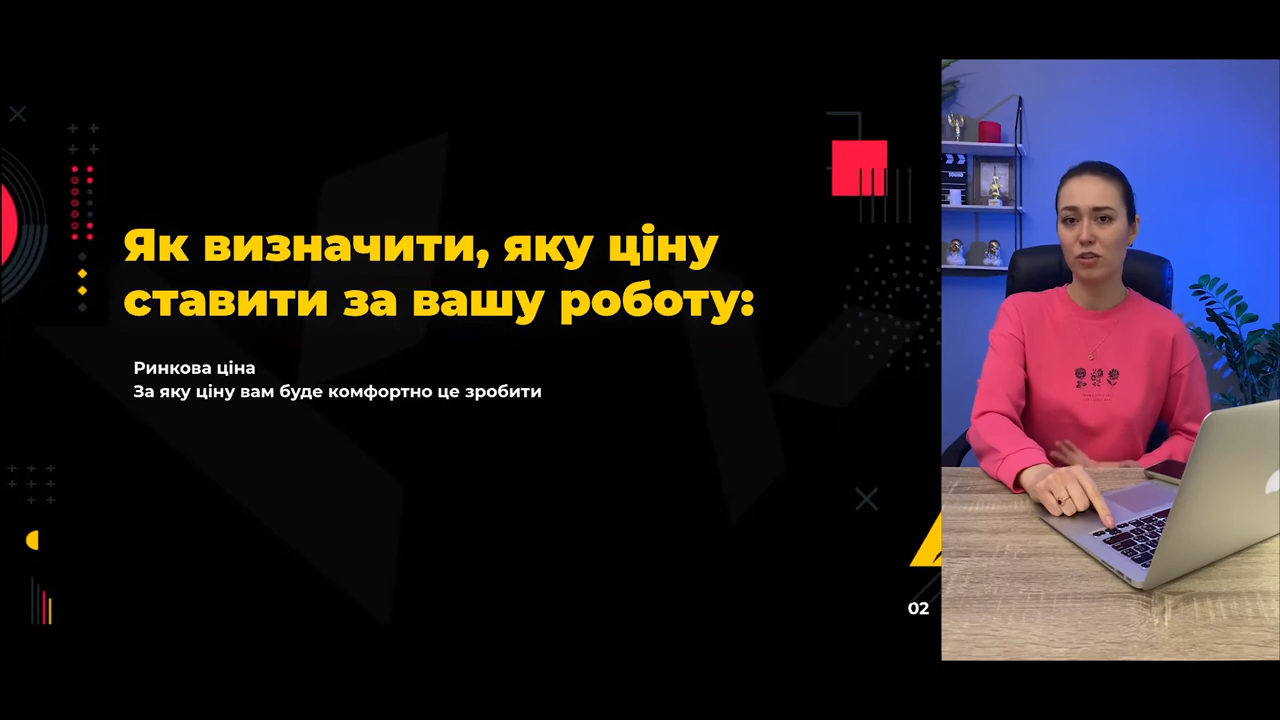 Як визначити, яку ціну
ставити за вашу роботу:
Ринкова ціна
За яку ціну вам буде комфортно це зробити
02